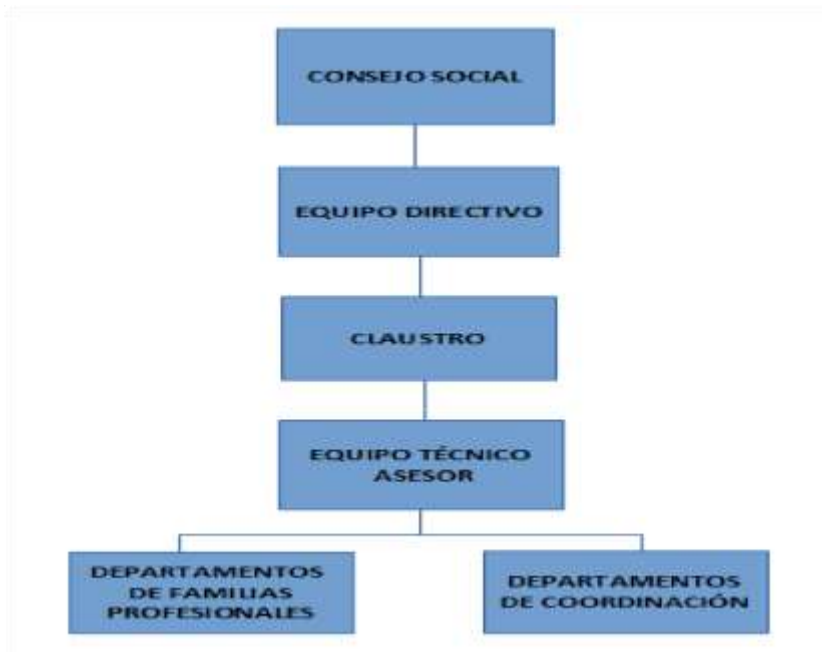 CONSEJO SOCIAL
EQUIPO DIRECTIVO
CLAUSTRO
EQUIPO TÉCNICO
ASESOR
DEPARTAMENTOS
DE FAMILIAS
PROFESIONALES
DEPARTAMENTOS
DE COORDINACIÓN